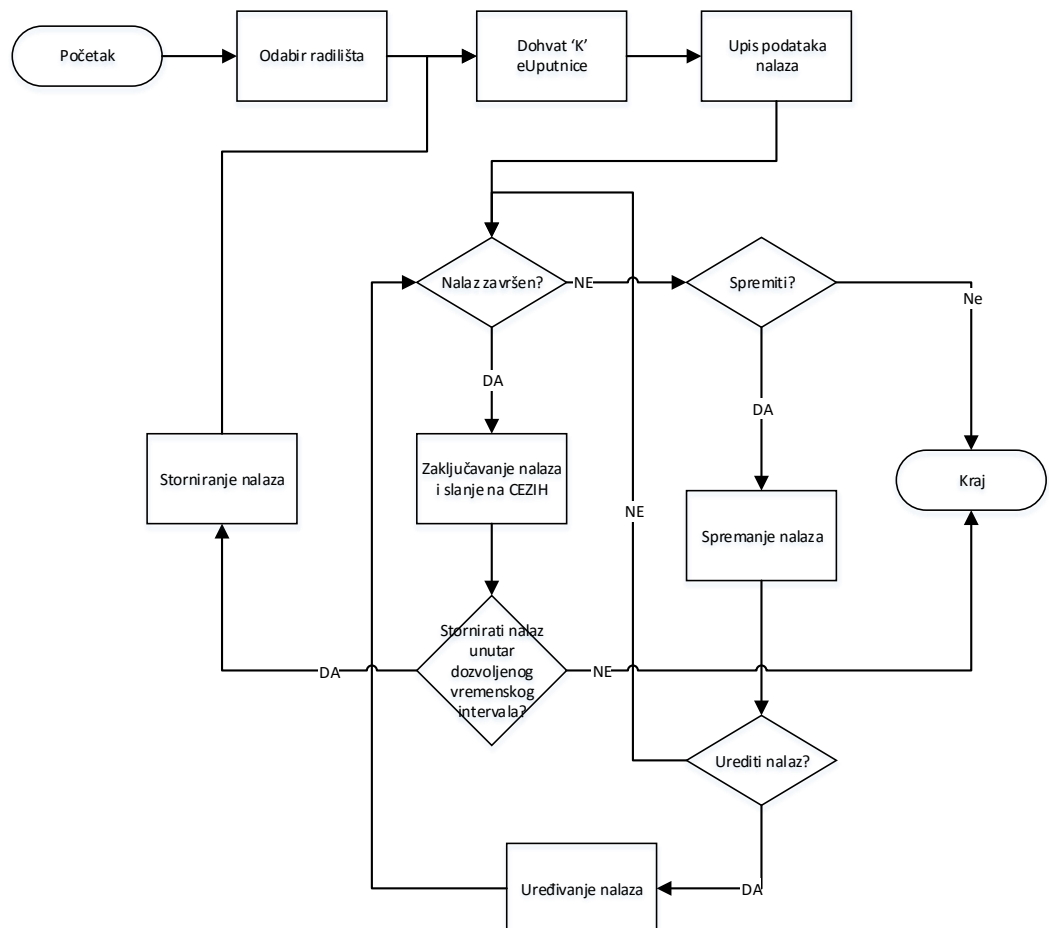 Početak
Odabir radilišta
Dohvat ‘K’
eUputnice
Upis podataka
nalaza
Nalaz završen?
NE
Spremiti?
Ne
DA
DA
Storniranje nalaza
Zaključavanje nalaza
i slanje na CEZIH
Kraj
NE
Spremanje nalaza
Stornirati nalaz
unutar
dozvoljenog
vremenskog
intervala?
DA
NE
Urediti nalaz?
Uređivanje nalaza
DA